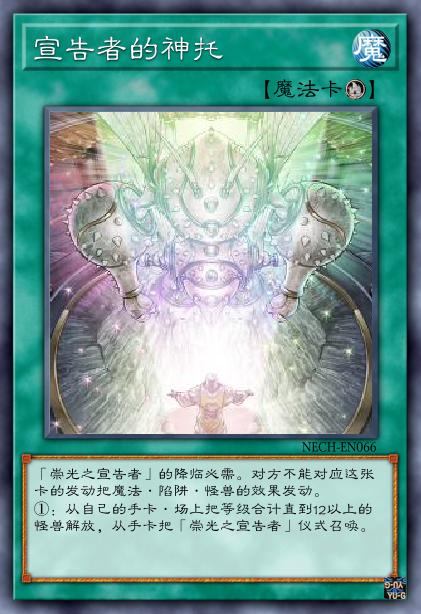 宣告者的神托
魔
【魔法卡】
NECH-EN066
「崇光之宣告者」的降临必需。对方不能对应这张
卡的发动把魔法·陷阱·怪兽的效果发动。
①：从自己的手卡·场上把等级合计直到12以上的
怪兽解放，从手卡把「崇光之宣告者」仪式召唤。